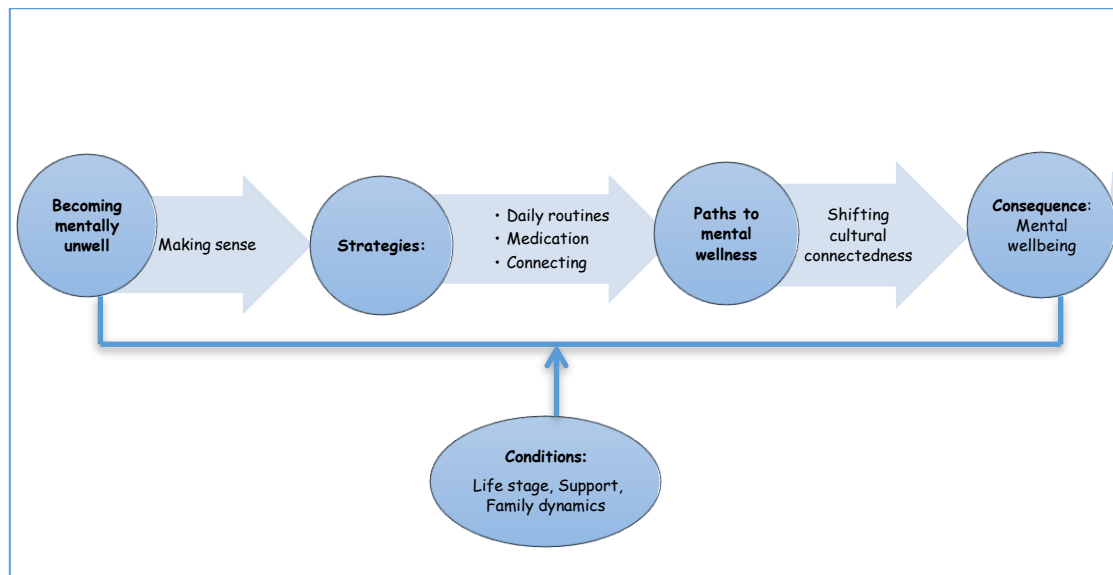 Becoming
mentally
unwell
Making sense
Strategies:
• Daily routines
• Medication
• Connecting
Paths to
mental
wellness
Shifting
cultural
connectedness
Consequence:
Mental
wellbeing
Conditions:
Life stage, Support,
Family dynamics